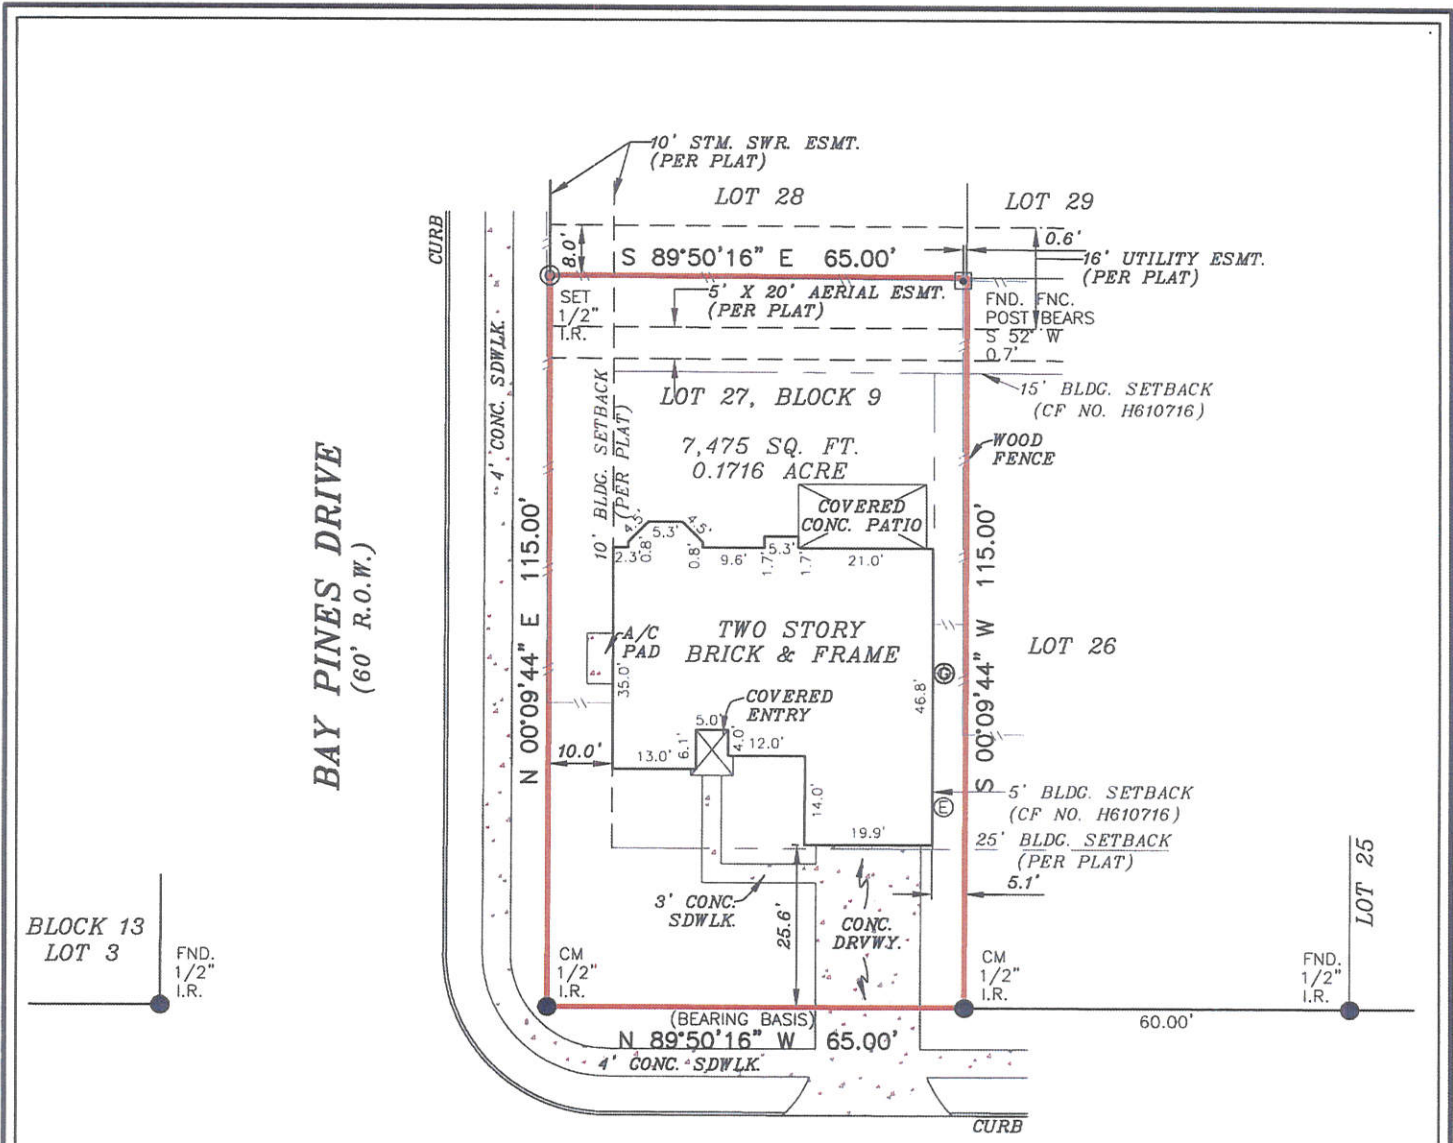 10' STM. SWR. ESMT.
(PER PLAT)
LOT 28
LOT 29
CURB
8.0'
S 89°50'16" E 65.00'
0.6'
16' UTILITY ESMT.
(PER PLAT)
SET
1/2"
I.R.
5' X 20' AERIAL ESMT.
(PER PLAT)
FND. FNC.
POST BEARS
S 52° W
0.7'
4' CONC. SDWLK.
10' BLDG. SETBACK
(PER PLAT)
LOT 27, BLOCK 9
15' BLDG. SETBACK
(CF NO. H610716)
7,475 SQ. FT.
0.1716 ACRE
WOOD
FENCE
BAY PINES DRIVE
(60' R.O.W.)
N 00°09'44" E 115.00'
S 00°09'44" W 115.00'
COVERED
CONC. PATIO
4.5'
5.3'
4.5'
2.3'
0.8'
0.8'
9.6'
1.7'
5.3'
1.7'
21.0'
A/C
PAD
TWO STORY
BRICK & FRAME
LOT 26
35.0'
G
46.8'
COVERED
ENTRY
5.0'
10.0'
13.0'
6.1'
4.0'
12.0'
14.0'
E
5' BLDG. SETBACK
(CF NO. H610716)
19.9'
25' BLDG. SETBACK
(PER PLAT)
5.1'
LOT 25
3' CONC.
SDWLK.
25.6'
CONC.
DRVWY.
BLOCK 13
LOT 3
FND.
1/2"
I.R.
CM
1/2"
I.R.
CM
1/2"
I.R.
FND.
1/2"
I.R.
(BEARING BASIS)
60.00'
N 89°50'16" W 65.00'
4' CONC. SDWLK.
CURB